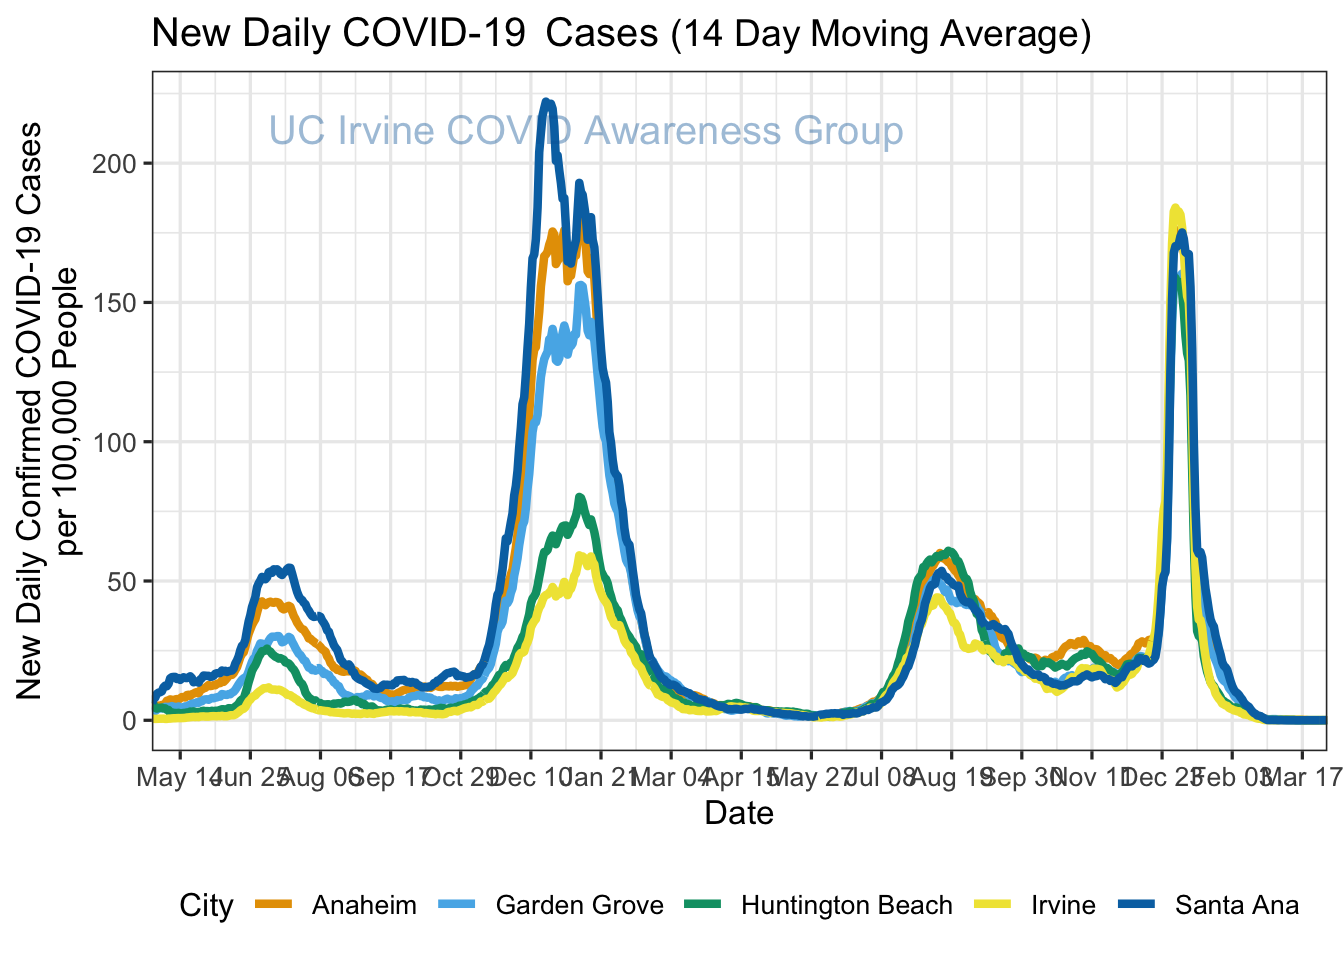 New Daily COVID-19 Cases (14 Day Moving Average)
UC Irvine COVID Awareness Group
New Daily Confirmed COVID-19 Cases
per 100,000 People
200
150
100
50
0
May 14 Jun 25 Aug 06 Sep 17 Oct 29 Dec 10 Jan 21 Mar 04 Apr 15 May 27 Jul 08 Aug 19 Sep 30 Nov 11 Dec 23 Feb 03 Mar 17
Date
City Anaheim Garden Grove Huntington Beach Irvine Santa Ana